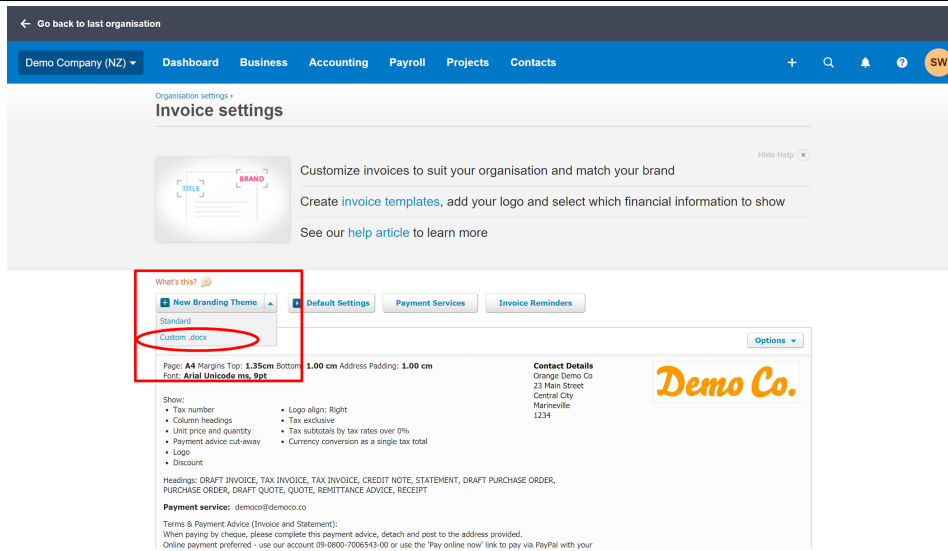 ← Go back to last organisation
Demo Company (NZ) Dashboard Business Accounting Payroll Projects Contacts + ? SW
Organisation settings ›
Invoice settings
Hide Help ×
TITLE BRAND
Customize invoices to suit your organisation and match your brand
Create invoice templates, add your logo and select which financial information to show
See our help article to learn more
What's this?
New Branding Theme Default Settings Payment Services Invoice Reminders
Standard
Custom .docx
Options
Page: A4 Margins Top: 1.35cm Bottom: 1.00 cm Address Padding: 1.00 cm
Font: Arial Unicode ms, 9pt
Show:
• Tax number
• Column headings
• Unit price and quantity
• Payment advice cut-away
• Logo
• Discount
• Logo align: Right
• Tax exclusive
• Tax subtotals by tax rates over 0%
• Currency conversion as a single tax total
Contact Details
Orange Demo Co
23 Main Street
Central City
Marineville
1234
Demo Co.
Headings: DRAFT INVOICE, TAX INVOICE, TAX INVOICE, CREDIT NOTE, STATEMENT, DRAFT PURCHASE ORDER,
PURCHASE ORDER, DRAFT QUOTE, QUOTE, REMITTANCE ADVICE, RECEIPT
Payment service: democo@democo.co
Terms & Payment Advice (Invoice and Statement):
When paying by cheque, please complete this payment advice, detach and post to the address provided.
Online payment preferred - use our account 09-0800-7006543-00 or use the 'Pay online now' link to pay via PayPal with your